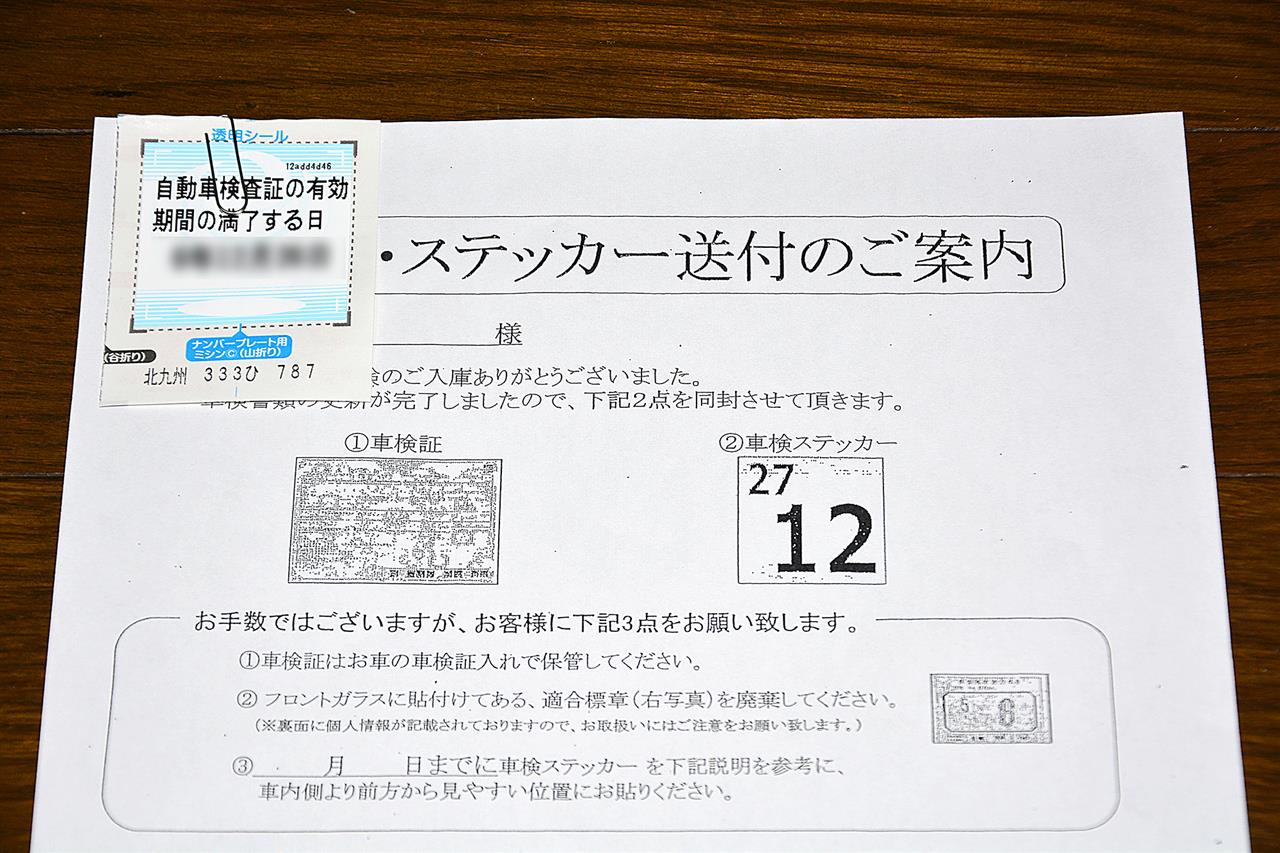 透明シール
12add4d46
自動車検査証の有効
期間の満了する日
ナンバープレート用
ミシン©(山折り)
(谷折り)
北九州 333ひ 787
・ステッカー送付のご案内
様
のご入庫ありがとうございました。
が完了しましたので、下記2点を同封させて頂きます。
①車検証
②車検ステッカー
27
12
お手数ではございますが、お客様に下記3点をお願い致します。
①車検証はお車の車検証入れで保管してください。
②フロントガラスに貼付けてある、適合標章(右写真)を廃棄してください。
(※裏面に個人情報が記載されておりますので、お取扱いにはご注意をお願い致します。)
5 8
③ 月 日までに車検ステッカー を下記説明を参考に、
車内側より前方から見やすい位置にお貼りください。